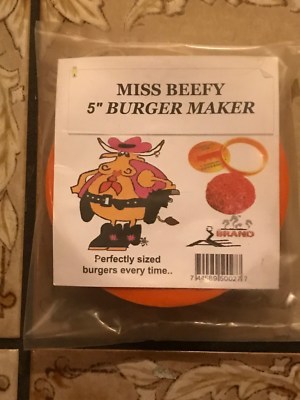 MISS BEEFY
5" BURGER MAKER
BRAND
Perfectly sized
burgers every time..